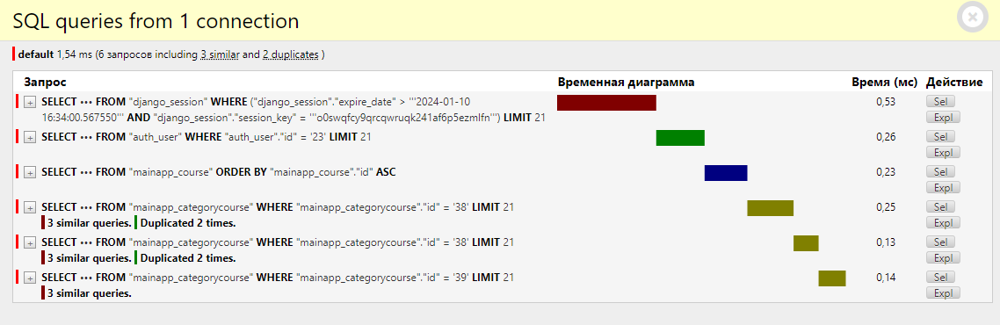 SQL queries from 1 connection
default 1,54 ms (6 запросов including 3 similar and 2 duplicates )
Запрос Временная диаграмма Время (мс) Действие
+ SELECT ••• FROM "django_session" WHERE ("django_session"."expire_date" > '''2024-01-10 0,53 Sel
16:34:00.567550''' AND "django_session"."session_key" = '''o0swqfcy9qrcqwruqk241af6p5ezmlfn''') LIMIT 21 Expl
+ SELECT ••• FROM "auth_user" WHERE "auth_user"."id" = '23' LIMIT 21 0,26 Sel
Expl
+ SELECT ••• FROM "mainapp_course" ORDER BY "mainapp_course"."id" ASC 0,23 Sel
Expl
+ SELECT ••• FROM "mainapp_categorycourse" WHERE "mainapp_categorycourse"."id" = '38' LIMIT 21 0,25 Sel
3 similar queries. Duplicated 2 times. Expl
+ SELECT ••• FROM "mainapp_categorycourse" WHERE "mainapp_categorycourse"."id" = '38' LIMIT 21 0,13 Sel
3 similar queries. Duplicated 2 times. Expl
+ SELECT ••• FROM "mainapp_categorycourse" WHERE "mainapp_categorycourse"."id" = '39' LIMIT 21 0,14 Sel
3 similar queries. Expl